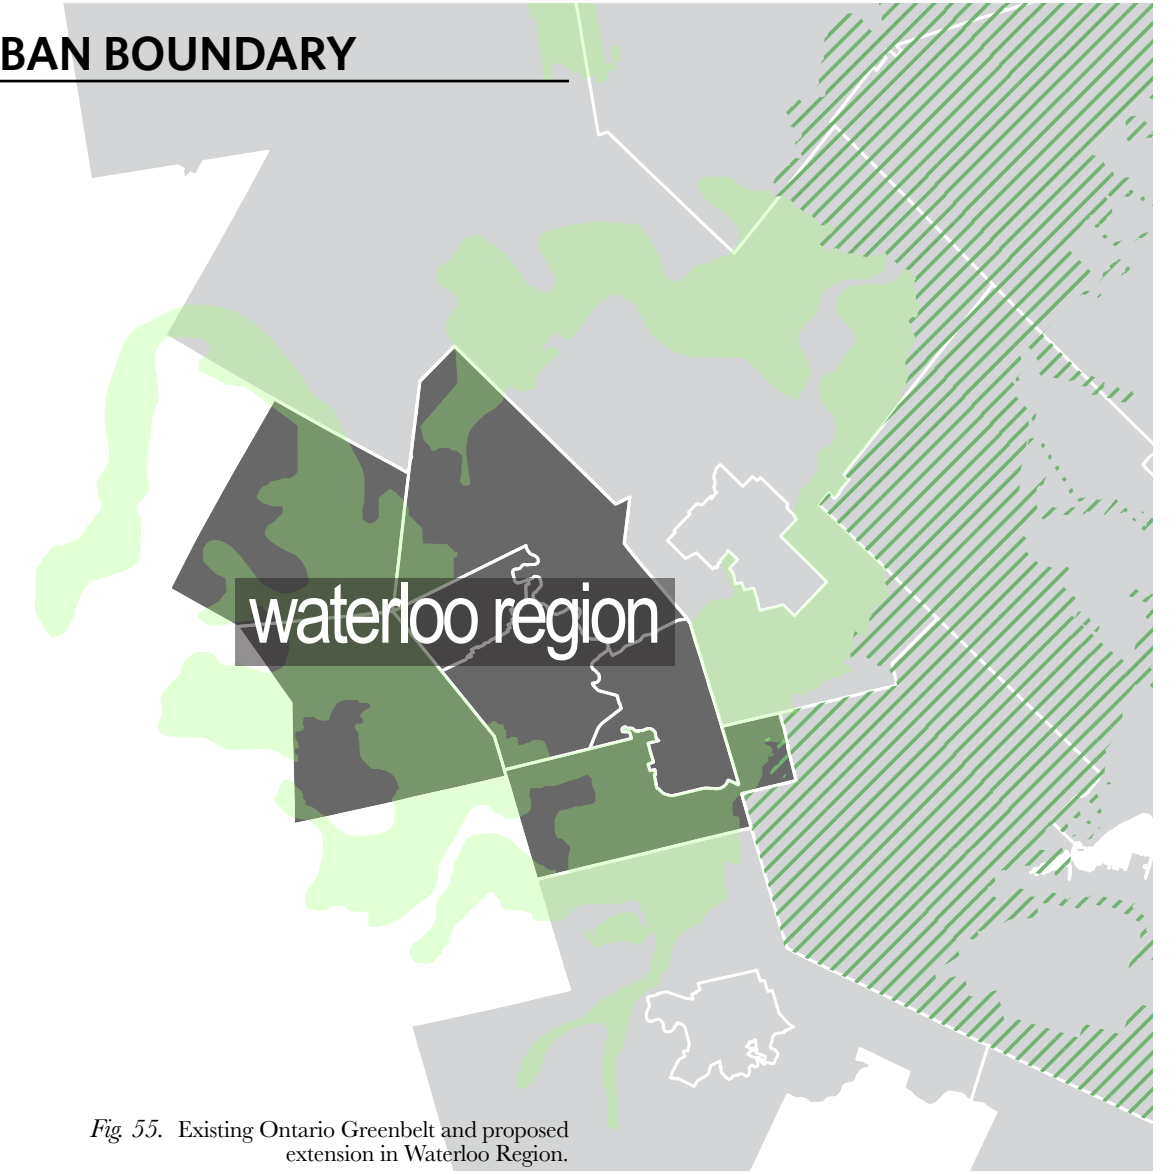 BAN BOUNDARY
waterloo region
Fig. 55. Existing Ontario Greenbelt and proposed
extension in Waterloo Region.